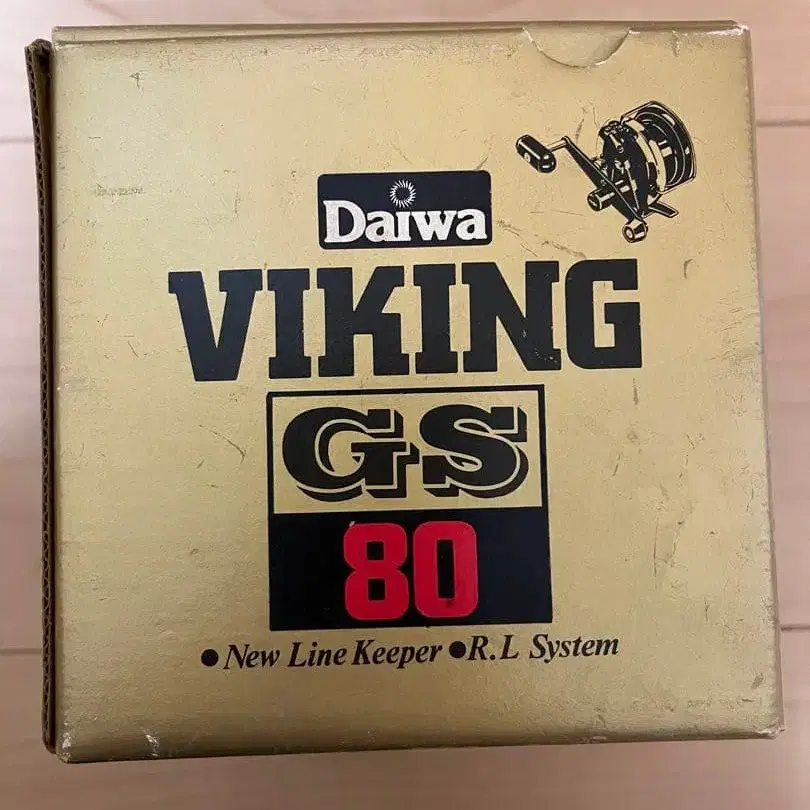 Daiwa
VIKING
GS
80
●New Line Keeper ●R.L System